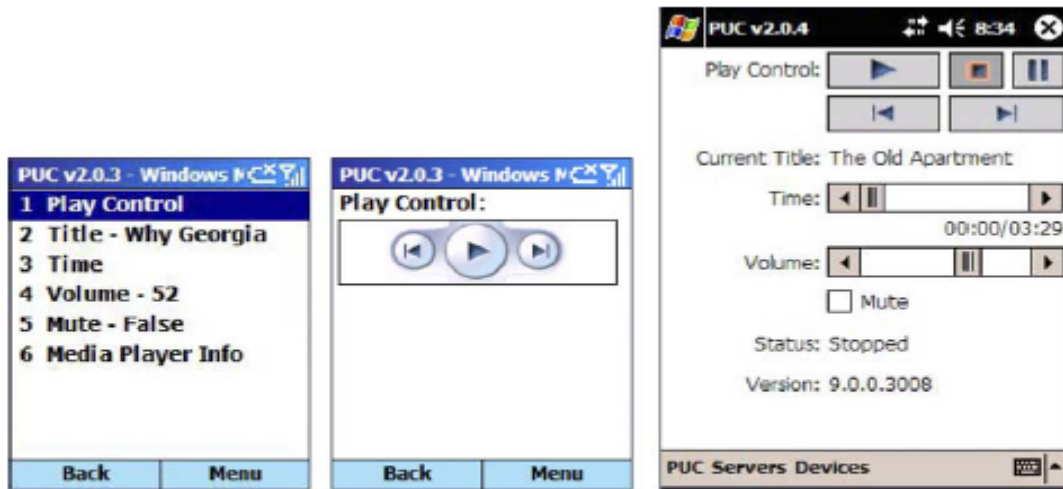 PUC v2.0.3 - Windows M
1 Play Control
2 Title - Why Georgia
3 Time
4 Volume - 52
5 Mute - False
6 Media Player Info
Back Menu
PUC v2.0.3 - Windows M
Play Control:
Back Menu
PUC v2.0.4 8:34
Play Control:
Current Title: The Old Apartment
Time:
00:00/03:29
Volume:
Mute
Status: Stopped
Version: 9.0.0.3008
PUC Servers Devices